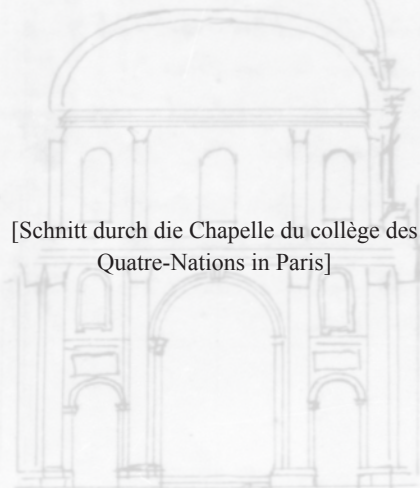 [Schnitt durch die Chapelle du collège des
Quatre-Nations in Paris]